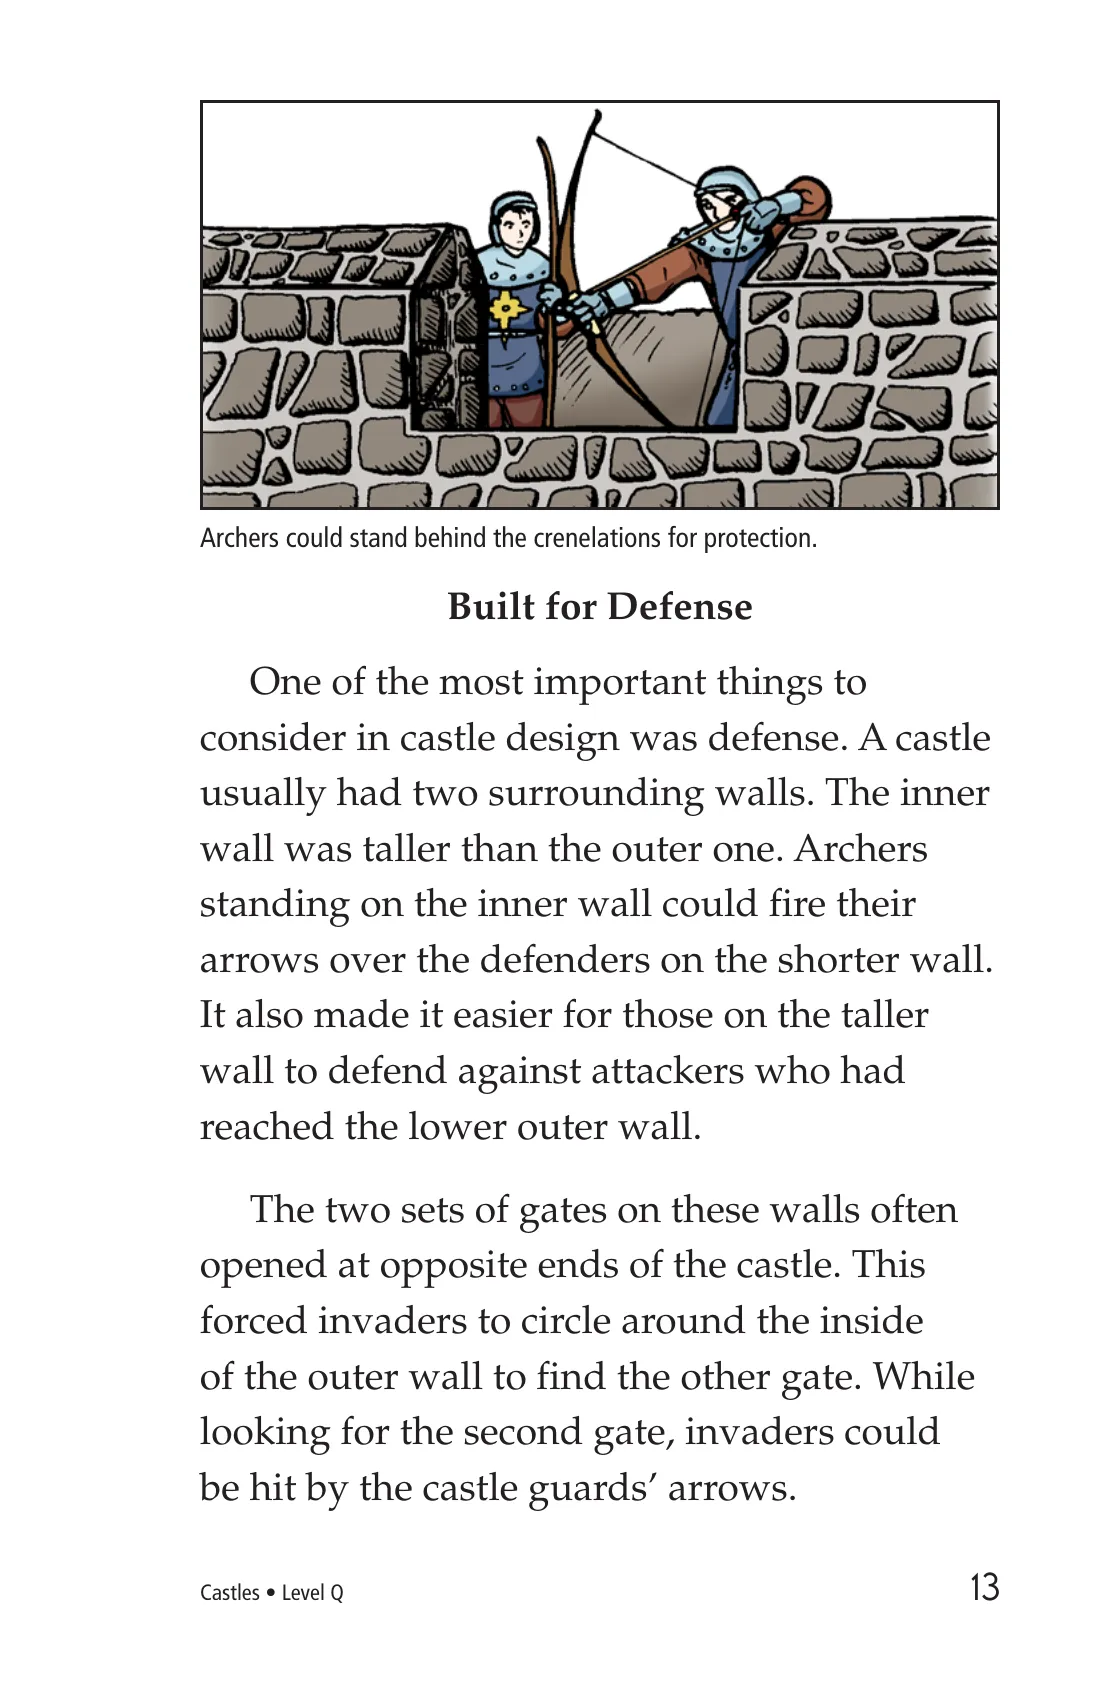 Archers could stand behind the crenelations for protection.
Built for Defense
One of the most important things to
consider in castle design was defense. A castle
usually had two surrounding walls. The inner
wall was taller than the outer one. Archers
standing on the inner wall could fire their
arrows over the defenders on the shorter wall.
It also made it easier for those on the taller
wall to defend against attackers who had
reached the lower outer wall.
The two sets of gates on these walls often
opened at opposite ends of the castle. This
forced invaders to circle around the inside
of the outer wall to find the other gate. While
looking for the second gate, invaders could
be hit by the castle guards’ arrows.
Castles • Level Q
13